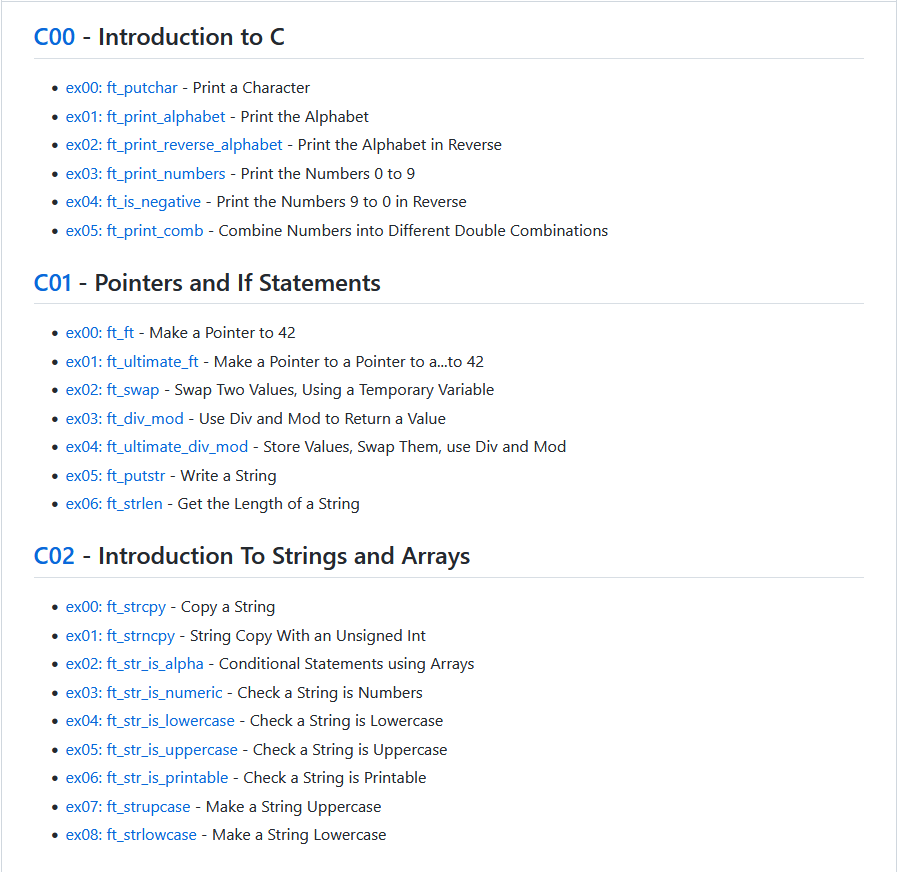 C00 - Introduction to C
ex00: ft_putchar - Print a Character
ex01: ft_print_alphabet - Print the Alphabet
ex02: ft_print_reverse_alphabet - Print the Alphabet in Reverse
ex03: ft_print_numbers - Print the Numbers 0 to 9
ex04: ft_is_negative - Print the Numbers 9 to 0 in Reverse
ex05: ft_print_comb - Combine Numbers into Different Double Combinations
C01 - Pointers and If Statements
ex00: ft_ft - Make a Pointer to 42
ex01: ft_ultimate_ft - Make a Pointer to a Pointer to a...to 42
ex02: ft_swap - Swap Two Values, Using a Temporary Variable
ex03: ft_div_mod - Use Div and Mod to Return a Value
ex04: ft_ultimate_div_mod - Store Values, Swap Them, use Div and Mod
ex05: ft_putstr - Write a String
ex06: ft_strlen - Get the Length of a String
C02 - Introduction To Strings and Arrays
ex00: ft_strcpy - Copy a String
ex01: ft_strncpy - String Copy With an Unsigned Int
ex02: ft_str_is_alpha - Conditional Statements using Arrays
ex03: ft_str_is_numeric - Check a String is Numbers
ex04: ft_str_is_lowercase - Check a String is Lowercase
ex05: ft_str_is_uppercase - Check a String is Uppercase
ex06: ft_str_is_printable - Check a String is Printable
ex07: ft_strupcase - Make a String Uppercase
ex08: ft_strlowcase - Make a String Lowercase